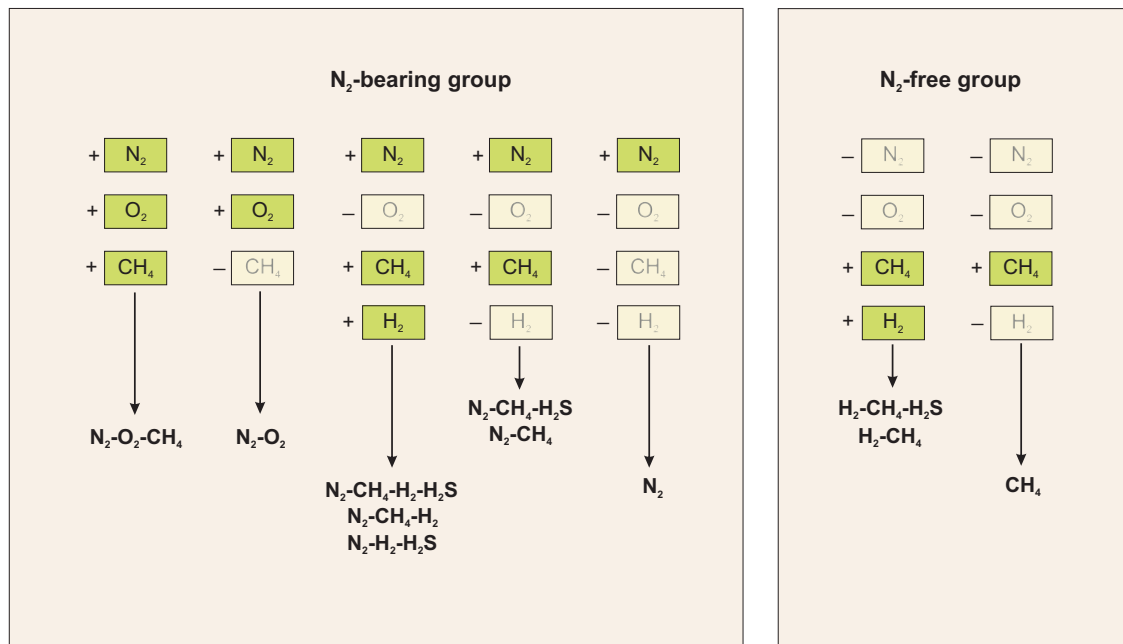 N₂-bearing group
+ N₂ + N₂ + N₂ + N₂ + N₂
+ O₂ + O₂ – O₂ – O₂ – O₂
+ CH₄ – CH₄ + CH₄ + CH₄ – CH₄
+ H₂ – H₂ – H₂
N₂-CH₄-H₂S
N₂-CH₄
N₂-O₂-CH₄ N₂-O₂
N₂-CH₄-H₂-H₂S
N₂-CH₄-H₂
N₂-H₂-H₂S
N₂
N₂-free group
– N₂ – N₂
– O₂ – O₂
+ CH₄ + CH₄
+ H₂ – H₂
H₂-CH₄-H₂S
H₂-CH₄
CH₄